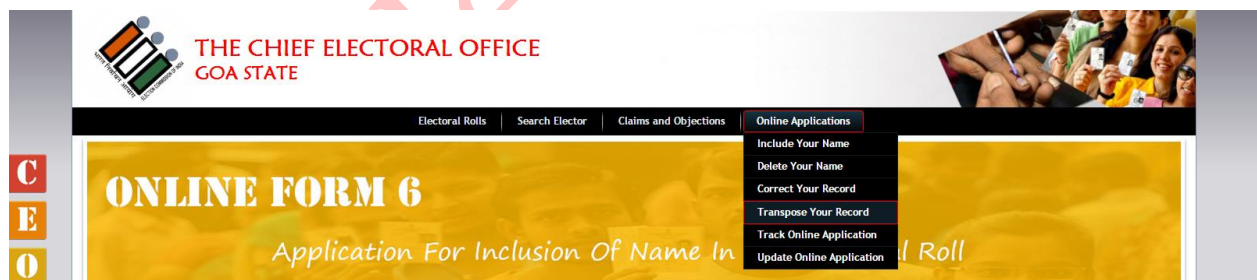 THE CHIEF ELECTORAL OFFICE
GOA STATE
Electoral Rolls Search Elector Claims and Objections Online Applications
Include Your Name
Delete Your Name
Correct Your Record
Transpose Your Record
Track Online Application
Update Online Application
C
E
O
ONLINE FORM 6
Application For Inclusion Of Name In l Roll